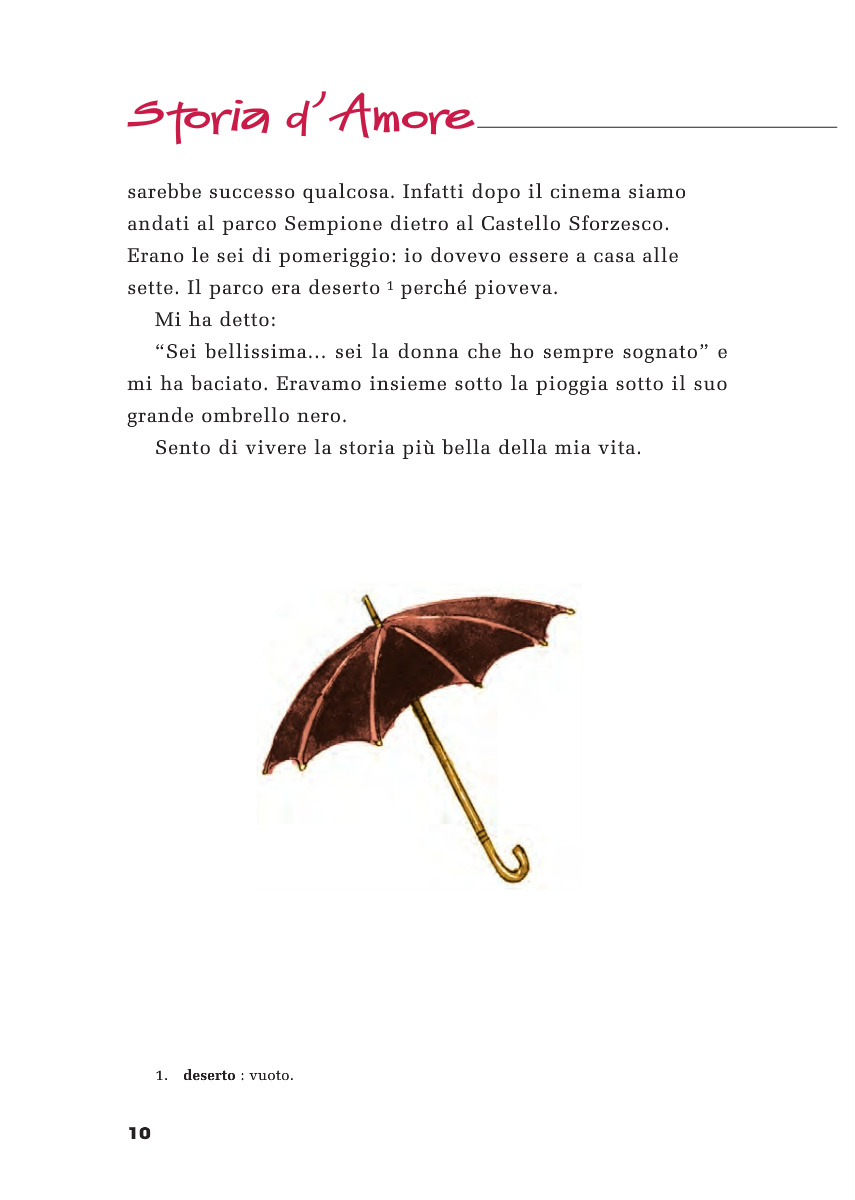 Storia d'Amore
sarebbe successo qualcosa. Infatti dopo il cinema siamo
andati al parco Sempione dietro al Castello Sforzesco.
Erano le sei di pomeriggio: io dovevo essere a casa alle
sette. Il parco era deserto ¹ perché pioveva.
Mi ha detto:
“Sei bellissima... sei la donna che ho sempre sognato” e
mi ha baciato. Eravamo insieme sotto la pioggia sotto il suo
grande ombrello nero.
Sento di vivere la storia più bella della mia vita.
1. deserto : vuoto.
10